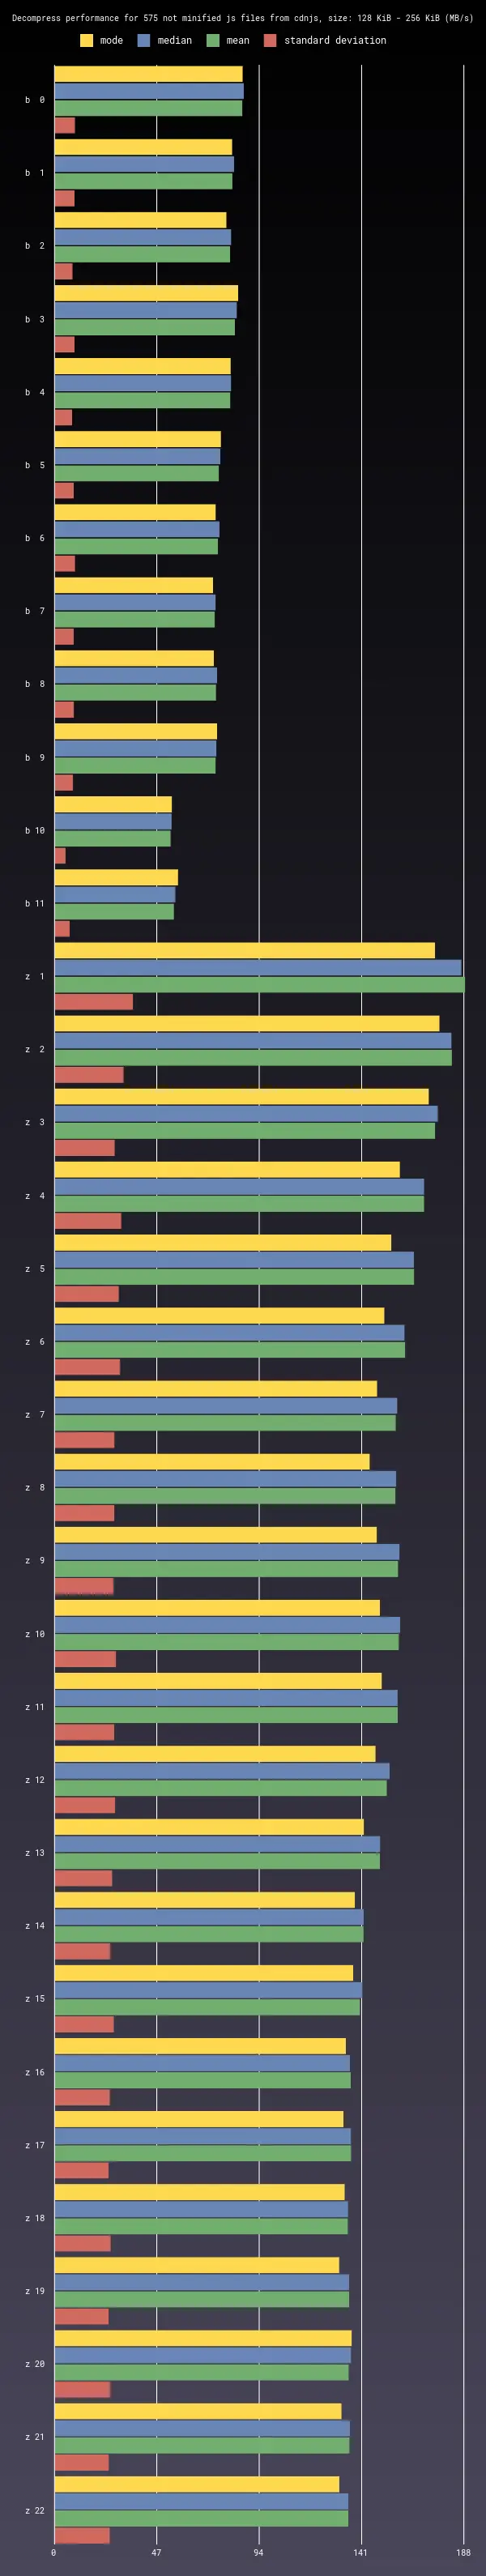 Decompress performance for 575 not minified js files from cdnjs, size: 128 KiB - 256 KiB (MB/s)
mode median mean standard deviation
b 0
b 1
b 2
b 3
b 4
b 5
b 6
b 7
b 8
b 9
b 10
b 11
z 1
z 2
z 3
z 4
z 5
z 6
z 7
z 8
z 9
z 10
z 11
z 12
z 13
z 14
z 15
z 16
z 17
z 18
z 19
z 20
z 21
z 22
0 47 94 141 188